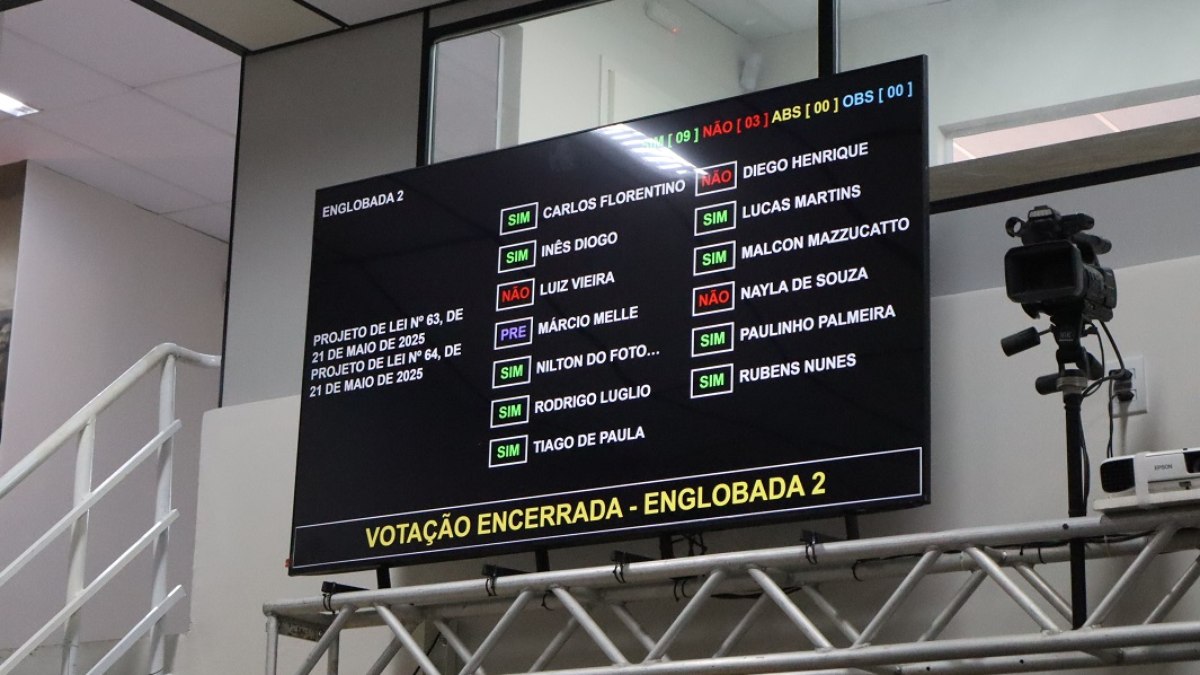 SIM [ 09 ] NÃO [ 03 ] ABS [ 00 ] OBS [ 00 ]
ENGLOBADA 2
PROJETO DE LEI Nº 63, DE
21 DE MAIO DE 2025
PROJETO DE LEI Nº 64, DE
21 DE MAIO DE 2025
SIM CARLOS FLORENTINO
SIM INÊS DIOGO
NÃO LUIZ VIEIRA
PRE MÁRCIO MELLE
SIM NILTON DO FOTO...
SIM RODRIGO LUGLIO
SIM TIAGO DE PAULA
NÃO DIEGO HENRIQUE
SIM LUCAS MARTINS
SIM MALCON MAZZUCATTO
NÃO NAYLA DE SOUZA
SIM PAULINHO PALMEIRA
SIM RUBENS NUNES
VOTAÇÃO ENCERRADA - ENGLOBADA 2
EPSON